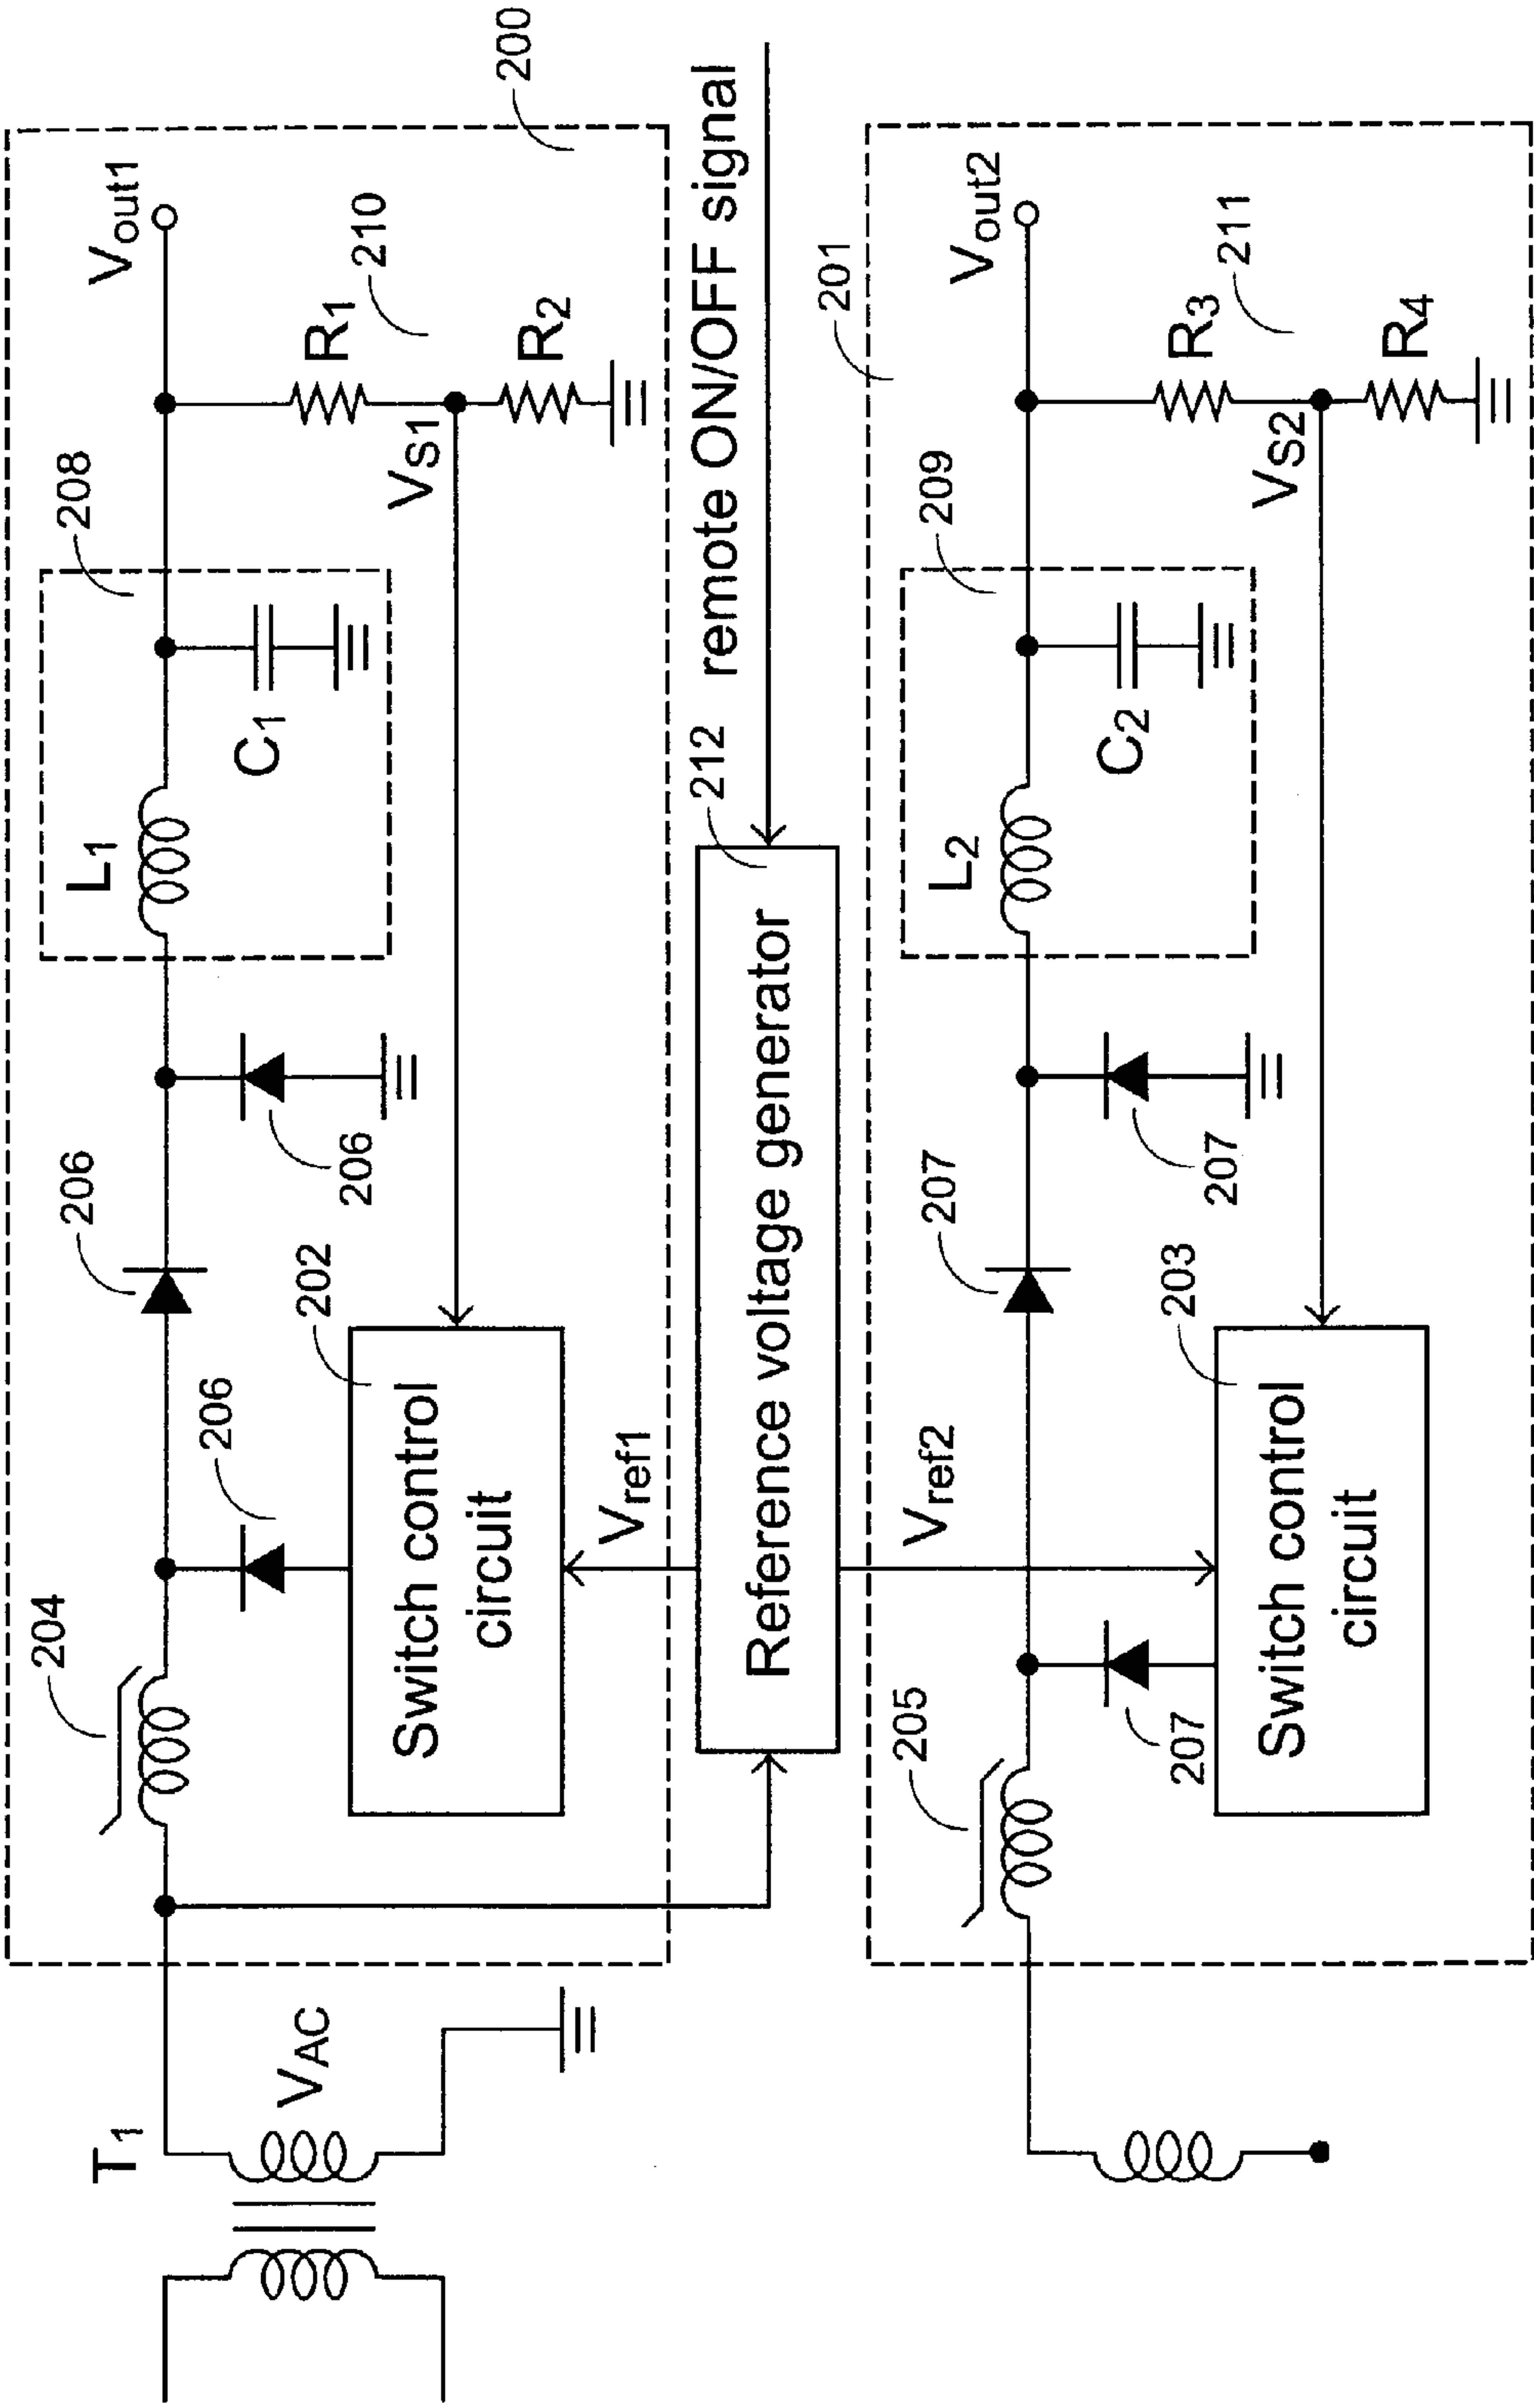 T1
VAC
204
206
206
206
L1
C1
208
Vout1
R1
210
R2
VS1
200
202
Switch control
circuit
Vref1
Reference voltage generator
212
remote ON/OFF signal
201
Vref2
205
207
207
207
L2
C2
209
Vout2
R3
211
R4
VS2
203
Switch control
circuit